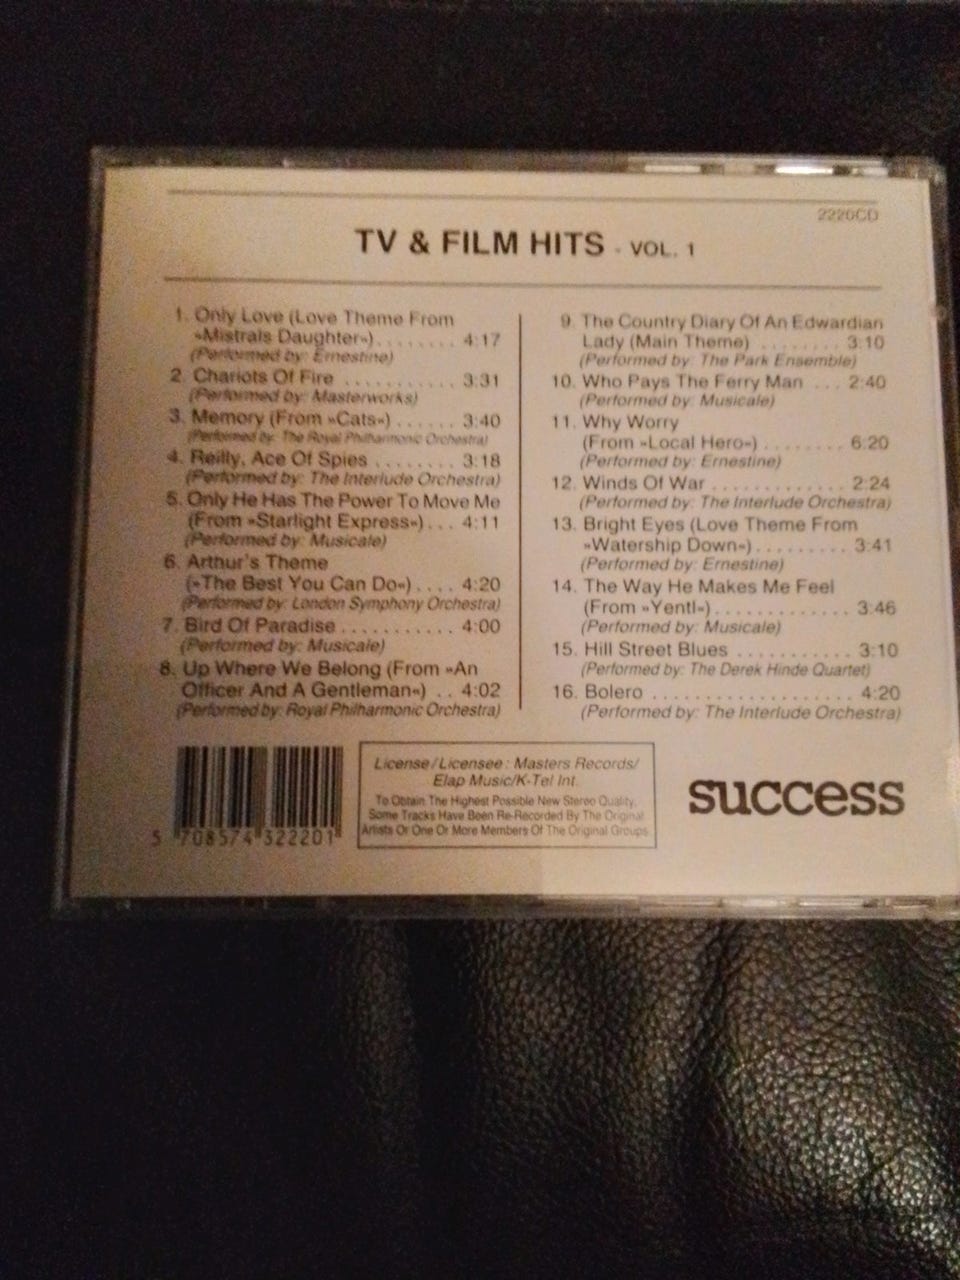 2220CD
TV & FILM HITS - VOL. 1
1. Only Love (Love Theme From
»Mistrals Daughter«)........ 4:17
(Performed by: Ernestine)
2. Chariots Of Fire ........... 3:31
(Performed by: Masterworks)
3. Memory (From »Cats«) ...... 3:40
(Performed by: The Royal Philharmonic Orchestra)
4. Reilly, Ace Of Spies ........ 3:18
(Performed by: The Interlude Orchestra)
5. Only He Has The Power To Move Me
(From »Starlight Express«)... 4:11
(Performed by: Musicale)
6. Arthur's Theme
(»The Best You Can Do«) .... 4:20
(Performed by: London Symphony Orchestra)
7. Bird Of Paradise ........... 4:00
(Performed by: Musicale)
8. Up Where We Belong (From »An
Officer And A Gentleman«) .. 4:02
(Performed by: Royal Philharmonic Orchestra)
9. The Country Diary Of An Edwardian
Lady (Main Theme) ........ 3:10
(Performed by: The Park Ensemble)
10. Who Pays The Ferry Man ... 2:40
(Performed by: Musicale)
11. Why Worry
(From »Local Hero«) ........ 6:20
(Performed by: Ernestine)
12. Winds Of War ............. 2:24
(Performed by: The Interlude Orchestra)
13. Bright Eyes (Love Theme From
»Watership Down«) ......... 3:41
(Performed by: Ernestine)
14. The Way He Makes Me Feel
(From »Yentl«) ............. 3:46
(Performed by: Musicale)
15. Hill Street Blues ........... 3:10
(Performed by: The Derek Hinde Quartet)
16. Bolero .................... 4:20
(Performed by: The Interlude Orchestra)
5 708574 322201
License/Licensee: Masters Records/
Elap Music/K-Tel Int.
To Obtain The Highest Possible New Stereo Quality,
Some Tracks Have Been Re-Recorded By The Original
Artists Or One Or More Members Of The Original Groups.
success